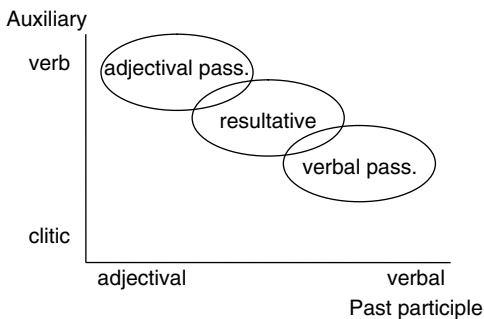 Auxiliary
verb
adjectival pass.
resultative
verbal pass.
clitic
adjectival
verbal
Past participle